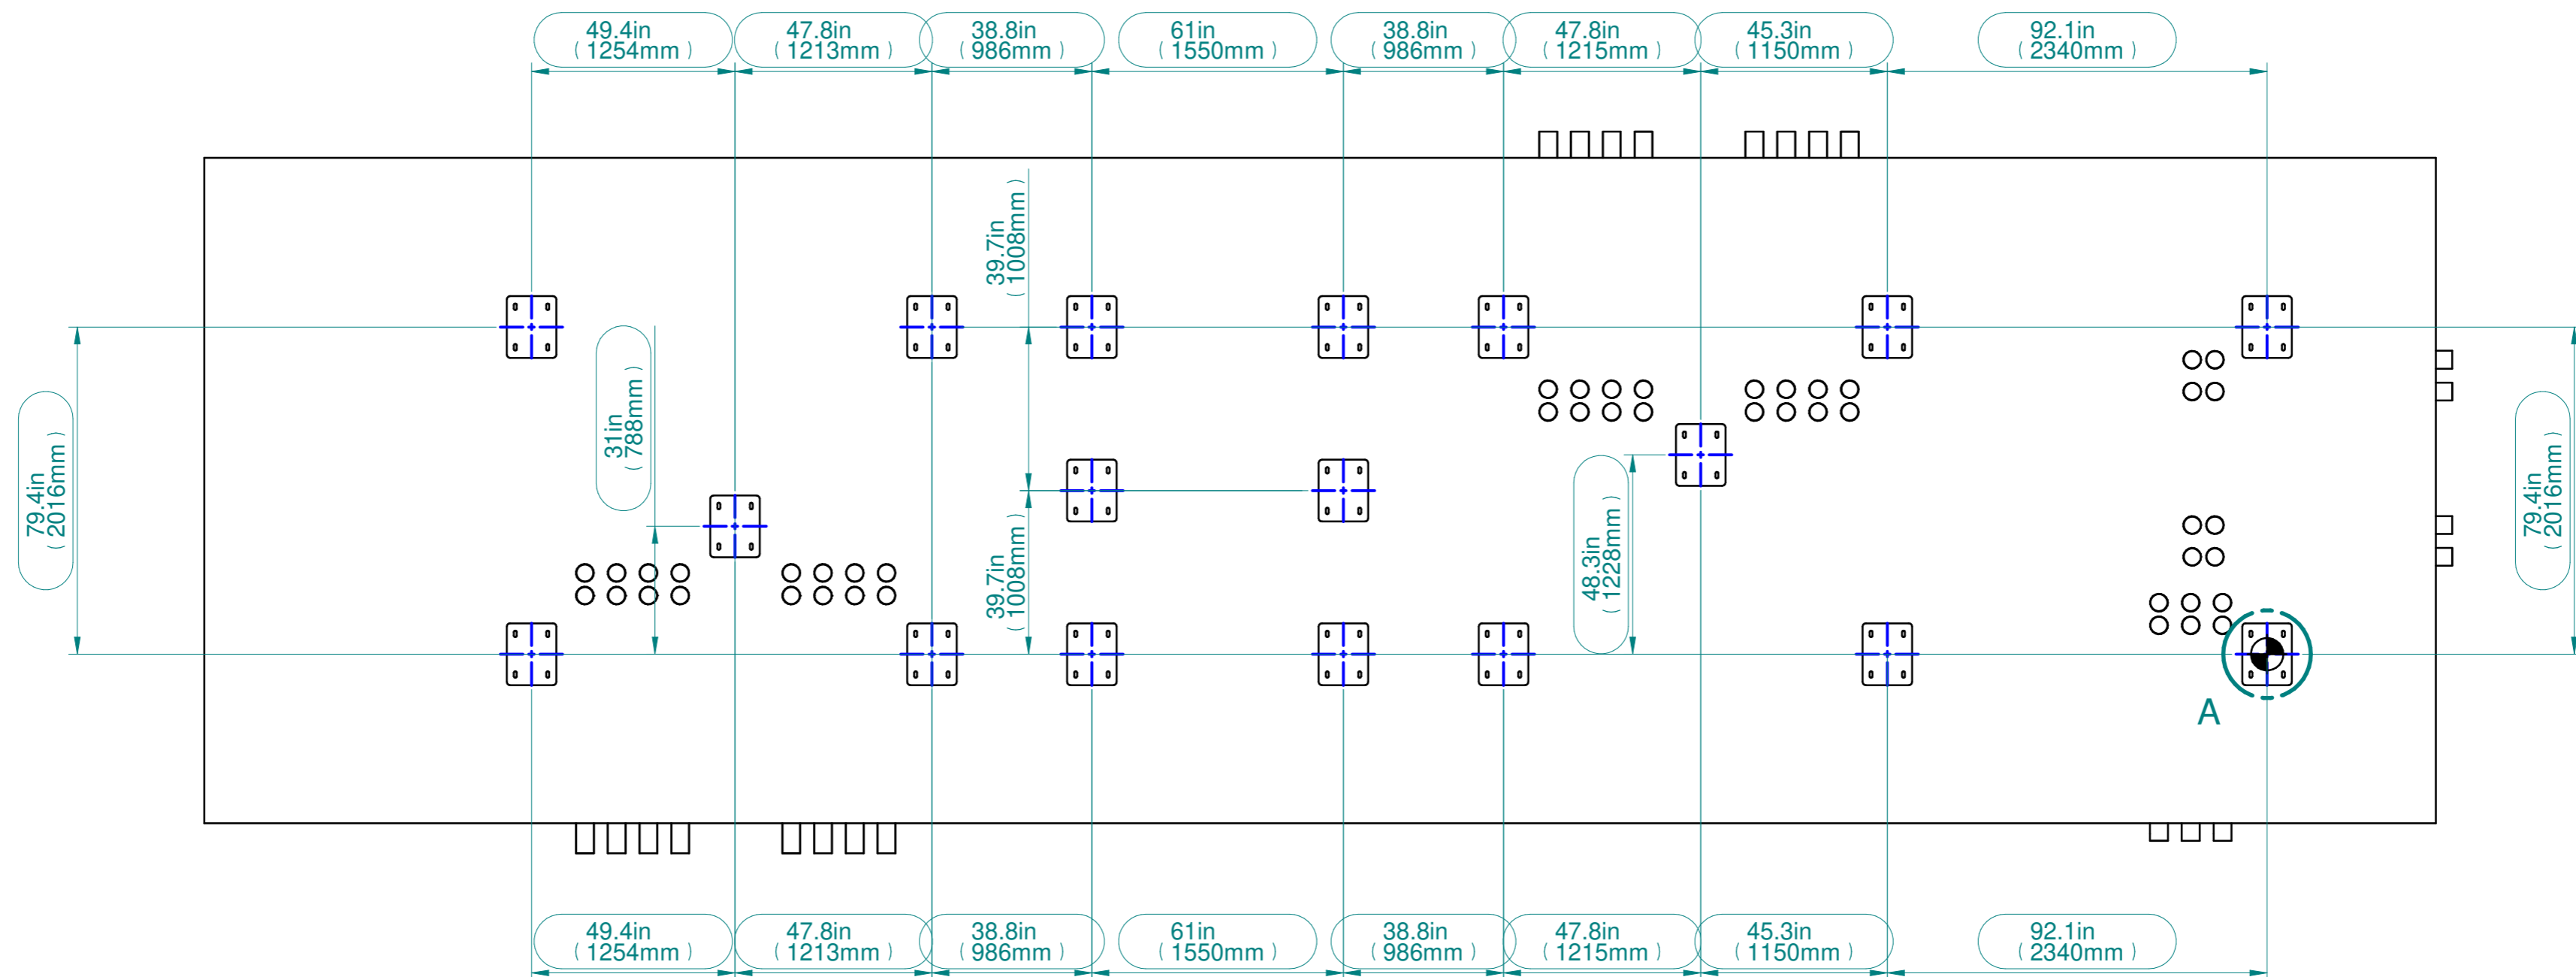 49.4in
( 1254mm )
47.8in
( 1213mm )
38.8in
( 986mm )
61in
( 1550mm )
38.8in
( 986mm )
47.8in
( 1215mm )
45.3in
( 1150mm )
92.1in
( 2340mm )
39.7in
( 1008mm )
79.4in
( 2016mm )
31in
( 788mm )
39.7in
( 1008mm )
48.3in
( 1228mm )
79.4in
( 2016mm )
A
49.4in
( 1254mm )
47.8in
( 1213mm )
38.8in
( 986mm )
61in
( 1550mm )
38.8in
( 986mm )
47.8in
( 1215mm )
45.3in
( 1150mm )
92.1in
( 2340mm )